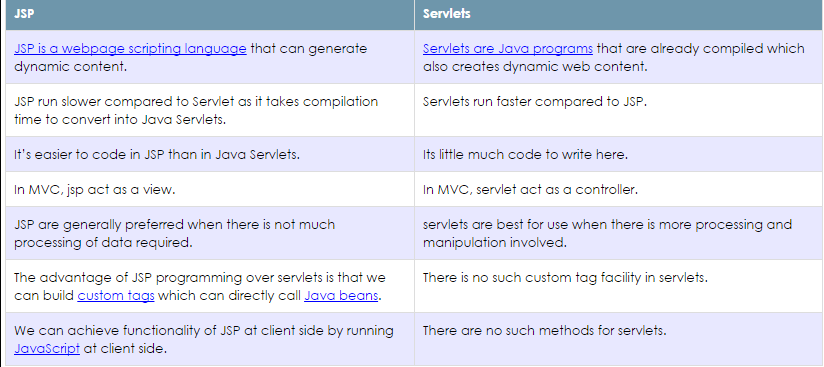 JSP
Servlets
JSP is a webpage scripting language that can generate
dynamic content.
Servlets are Java programs that are already compiled which
also creates dynamic web content.
JSP run slower compared to Servlet as it takes compilation
time to convert into Java Servlets.
Servlets run faster compared to JSP.
It’s easier to code in JSP than in Java Servlets.
Its little much code to write here.
In MVC, jsp act as a view.
In MVC, servlet act as a controller.
JSP are generally preferred when there is not much
processing of data required.
servlets are best for use when there is more processing and
manipulation involved.
The advantage of JSP programming over servlets is that we
can build custom tags which can directly call Java beans.
There is no such custom tag facility in servlets.
We can achieve functionality of JSP at client side by running
JavaScript at client side.
There are no such methods for servlets.